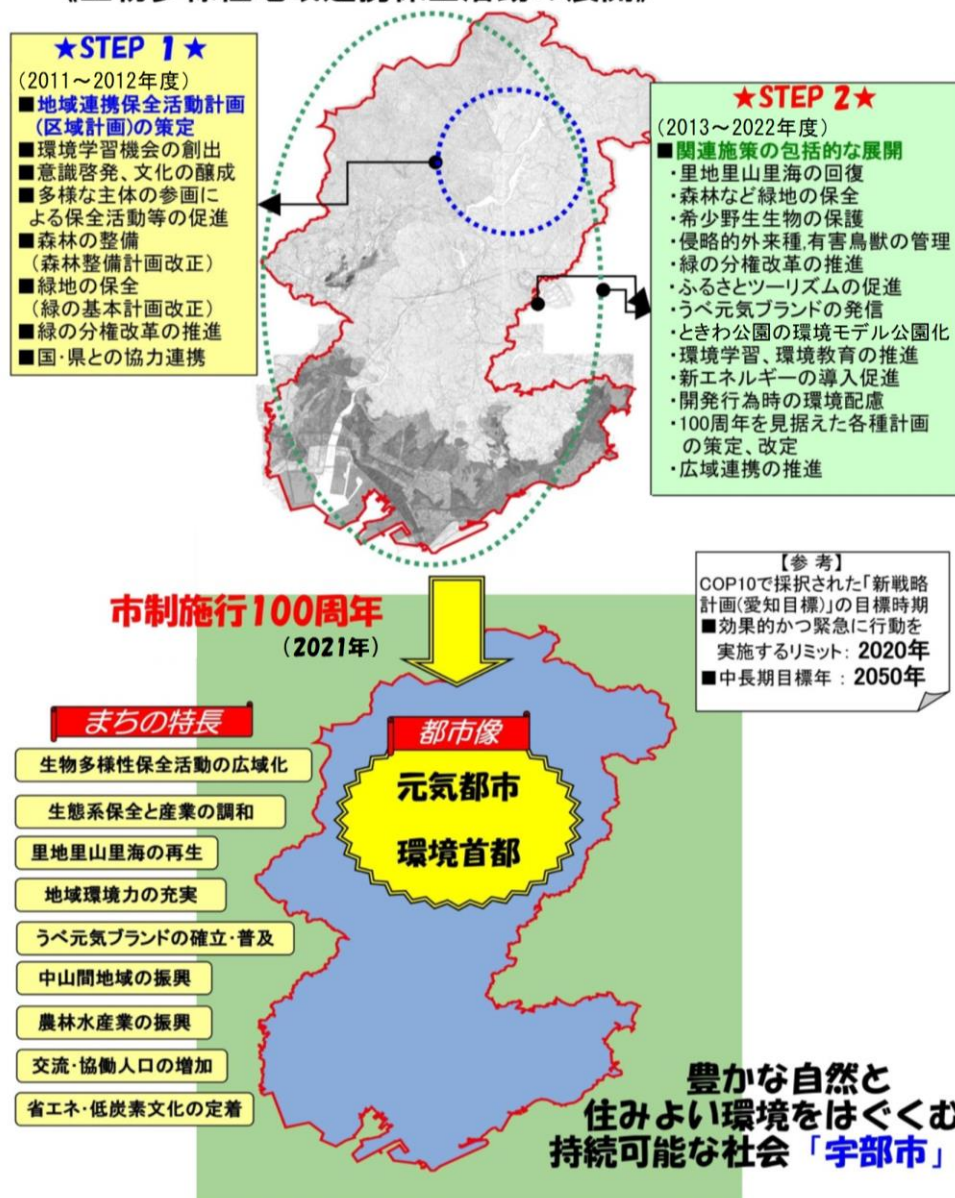 《生物多様性地域連携保全活動の展開》
★STEP 1★
(2011～2012年度)
■地域連携保全活動計画
(区域計画)の策定
■環境学習機会の創出
■意識啓発、文化の醸成
■多様な主体の参画に
よる保全活動等の促進
■森林の整備
(森林整備計画改正)
■緑地の保全
(緑の基本計画改正)
■緑の分権改革の推進
■国・県との協力連携
★STEP 2★
(2013～2022年度)
■関連施策の包括的な展開
・里地里山里海の回復
・森林など緑地の保全
・希少野生生物の保護
・侵略的外来種,有害鳥獣の管理
・緑の分権改革の推進
・ふるさとツーリズムの促進
・うべ元気ブランドの発信
・ときわ公園の環境モデル公園化
・環境学習、環境教育の推進
・新エネルギーの導入促進
・開発行為時の環境配慮
・100周年を見据えた各種計画
の策定、改定
・広域連携の推進
【参 考】
COP10で採択された「新戦略
計画(愛知目標)」の目標時期
■効果的かつ緊急に行動を
実施するリミット: 2020年
■中長期目標年 : 2050年
市制施行100周年
(2021年)
まちの特長
生物多様性保全活動の広域化
生態系保全と産業の調和
里地里山里海の再生
地域環境力の充実
うべ元気ブランドの確立・普及
中山間地域の振興
農林水産業の振興
交流・協働人口の増加
省エネ・低炭素文化の定着
都市像
元気都市
環境首都
豊かな自然と
住みよい環境をはぐくむ
持続可能な社会「宇部市」